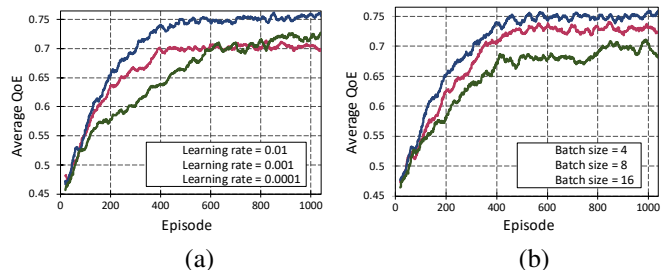 0.75
0.7
0.65
0.6
0.55
0.5
0.45
Average QoE
Learning rate = 0.01
Learning rate = 0.001
Learning rate = 0.0001
0 200 400 600 800 1000
Episode
(a)
0.75
0.7
0.65
0.6
0.55
0.5
0.45
Average QoE
Batch size = 4
Batch size = 8
Batch size = 16
0 200 400 600 800 1000
Episode
(b)